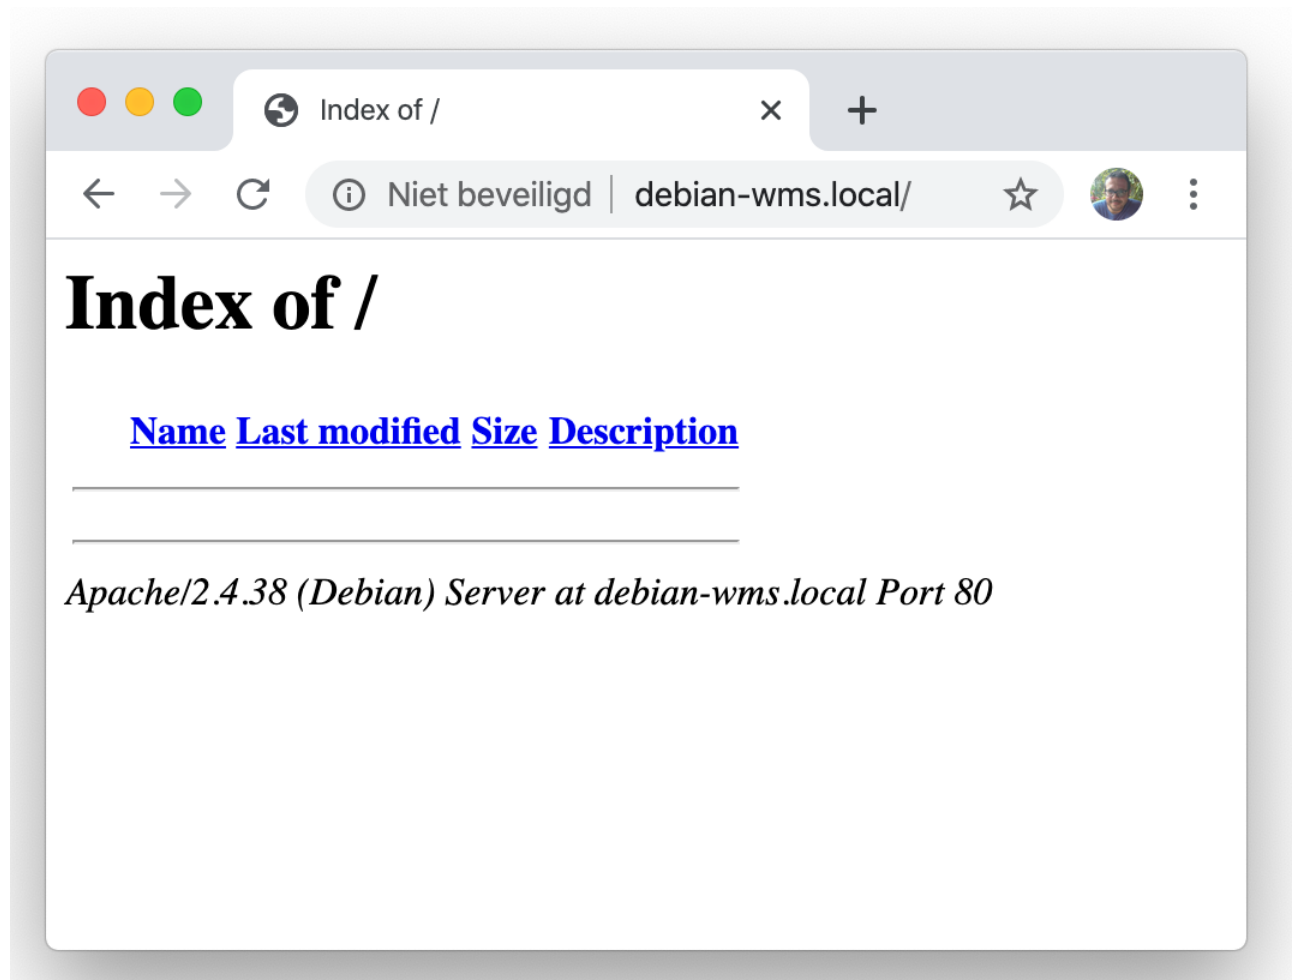 Index of /
Niet beveiligd debian-wms.local/
Index of /
Name Last modified Size Description
Apache/2.4.38 (Debian) Server at debian-wms.local Port 80